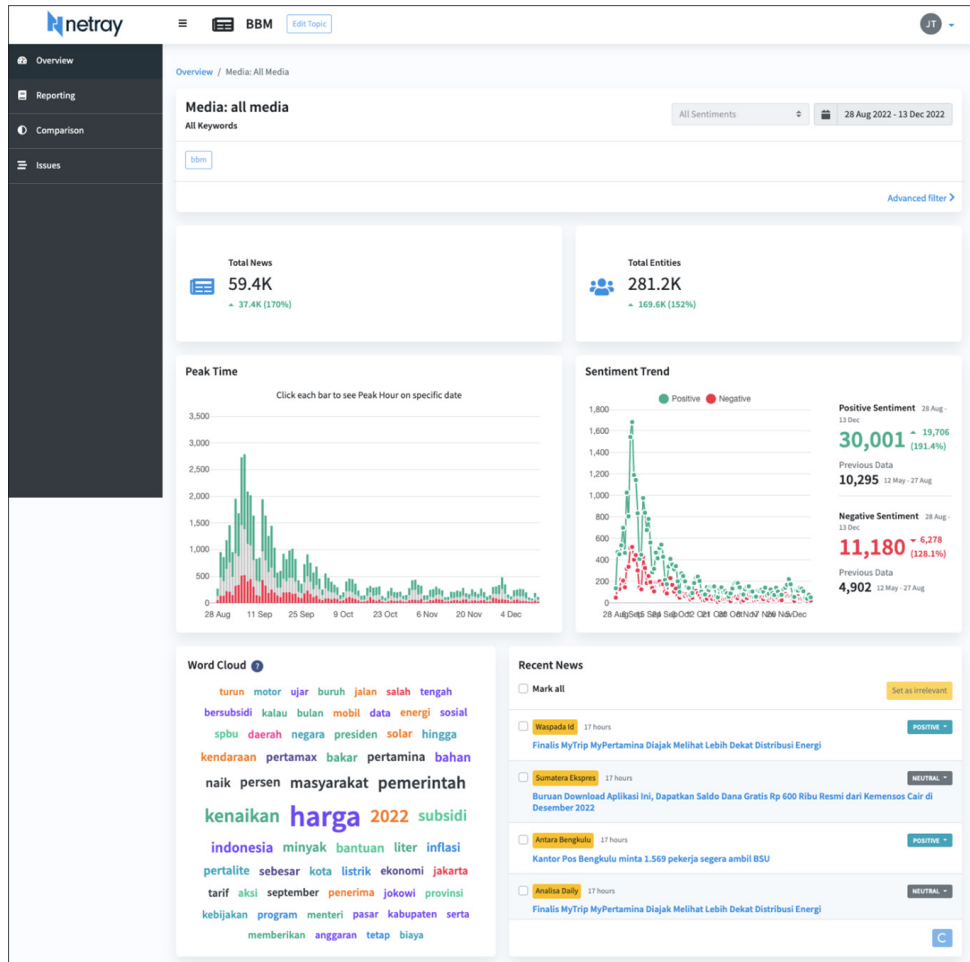 netray
BBM
Edit Topic
JT
Overview
Reporting
Comparison
Issues
Overview / Media: All Media
Media: all media
All Keywords
All Sentiments
28 Aug 2022 - 13 Dec 2022
bbm
Advanced filter
Total News
59.4K
37.4K (170%)
Total Entities
281.2K
169.6K (152%)
Peak Time
Click each bar to see Peak Hour on specific date
3,500
3,000
2,500
2,000
1,500
1,000
500
0
28 Aug 11 Sep 25 Sep 9 Oct 23 Oct 6 Nov 20 Nov 4 Dec
Sentiment Trend
Positive Negative
1,800
1,600
1,400
1,200
1,000
800
600
400
200
0
28 Aug
Dec
Positive Sentiment 28 Aug -
13 Dec
30,001 19,706
(191.4%)
Previous Data
10,295 12 May - 27 Aug
Negative Sentiment 28 Aug -
13 Dec
11,180 6,278
(128.1%)
Previous Data
4,902 12 May - 27 Aug
Word Cloud ?
turun motor ujar buruh jalan salah tengah
bersubsidi kalau bulan mobil data energi sosial
spbu daerah negara presiden solar hingga
kendaraan pertamax bakar pertamina bahan
naik persen masyarakat pemerintah
kenaikan harga 2022 subsidi
indonesia minyak bantuan liter inflasi
pertalite sebesar kota listrik ekonomi jakarta
tarif aksi september penerima jokowi provinsi
kebijakan program menteri pasar kabupaten serta
memberikan anggaran tetap biaya
Recent News
Mark all
Set as irrelevant
Waspada Id 17 hours POSITIVE
Finalis MyTrip MyPertamina Diajak Melihat Lebih Dekat Distribusi Energi
Sumatera Ekspres 17 hours NEUTRAL
Buruan Download Aplikasi Ini, Dapatkan Saldo Dana Gratis Rp 600 Ribu Resmi dari Kemensos Cair di
Desember 2022
Antara Bengkulu 17 hours POSITIVE
Kantor Pos Bengkulu minta 1.569 pekerja segera ambil BSU
Analisa Daily 17 hours NEUTRAL
Finalis MyTrip MyPertamina Diajak Melihat Lebih Dekat Distribusi Energi